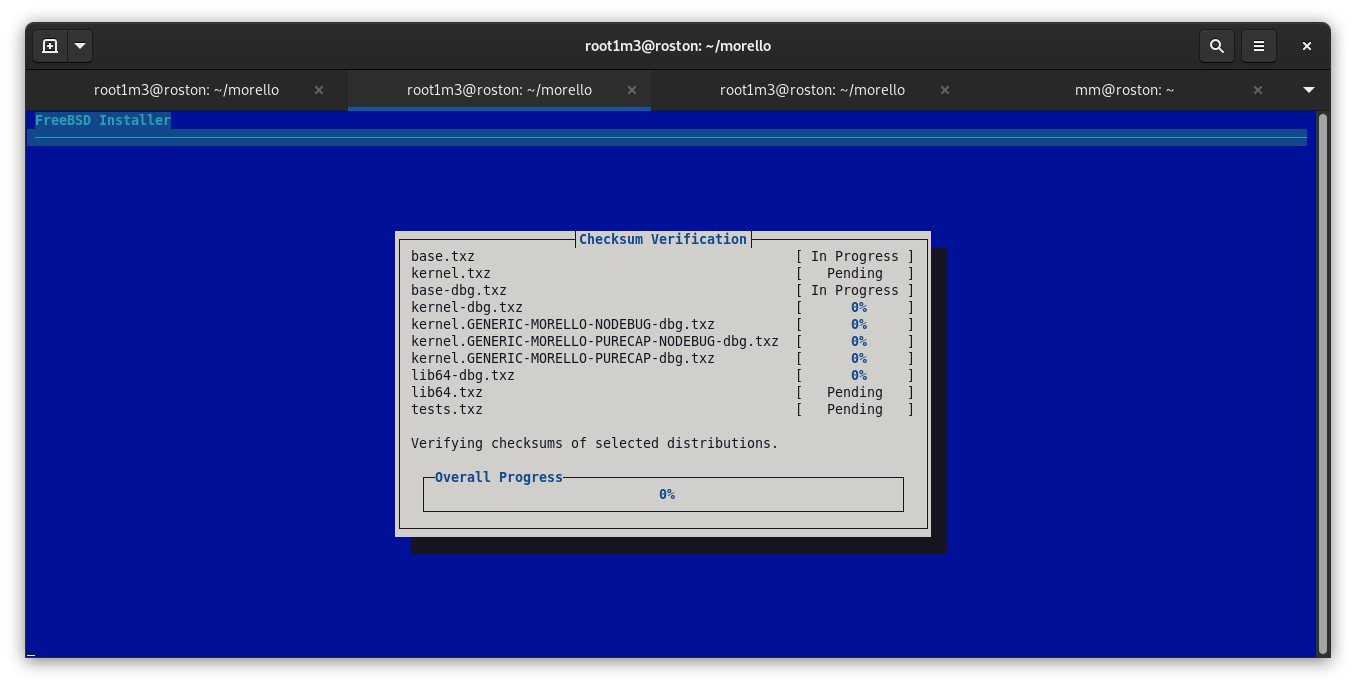 root1m3@roston: ~/morello
root1m3@roston: ~/morello root1m3@roston: ~/morello root1m3@roston: ~/morello mm@roston: ~
FreeBSD Installer
Checksum Verification
base.txz [ In Progress ]
kernel.txz [ Pending ]
base-dbg.txz [ In Progress ]
kernel-dbg.txz [ 0% ]
kernel.GENERIC-MORELLO-NODEBUG-dbg.txz [ 0% ]
kernel.GENERIC-MORELLO-PURECAP-NODEBUG-dbg.txz [ 0% ]
kernel.GENERIC-MORELLO-PURECAP-dbg.txz [ 0% ]
lib64-dbg.txz [ 0% ]
lib64.txz [ Pending ]
tests.txz [ Pending ]
Verifying checksums of selected distributions.
Overall Progress
0%